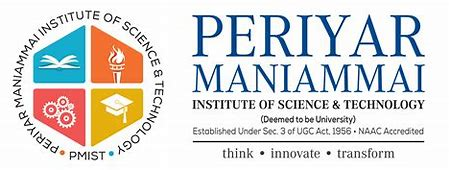 PERIYAR MANIAMMAI INSTITUTE OF SCIENCE & TECHNOLOGY
• PMIST •
PERIYAR
MANIAMMAI
INSTITUTE OF SCIENCE & TECHNOLOGY
(Deemed to be University)
Established Under Sec. 3 of UGC Act, 1956 • NAAC Accredited
think • innovate • transform